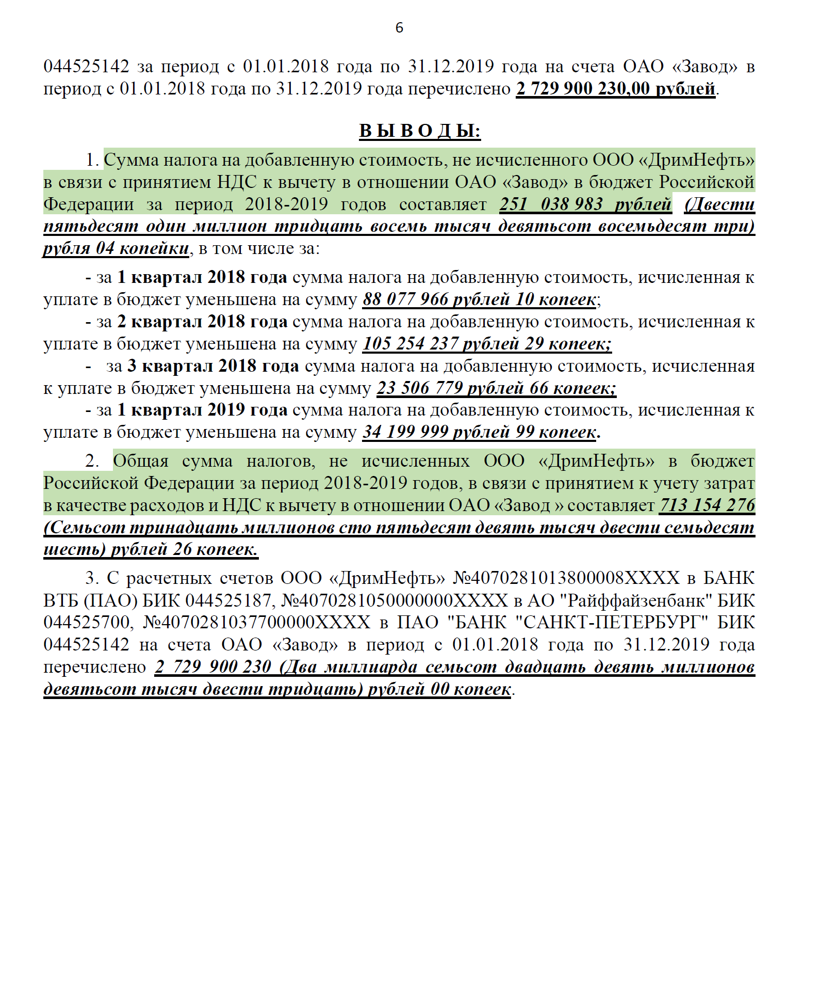 6
044525142 за период с 01.01.2018 года по 31.12.2019 года на счета ОАО «Завод» в
период с 01.01.2018 года по 31.12.2019 года перечислено 2 729 900 230,00 рублей.
В Ы В О Д Ы:
1. Сумма налога на добавленную стоимость, не исчисленного ООО «ДримНефть»
в связи с принятием НДС к вычету в отношении ОАО «Завод» в бюджет Российской
Федерации за период 2018-2019 годов составляет 251 038 983 рублей (Двести
пятьдесят один миллион тридцать восемь тысяч девятьсот восемьдесят три)
рубля 04 копейки, в том числе за:
- за 1 квартал 2018 года сумма налога на добавленную стоимость, исчисленная к
уплате в бюджет уменьшена на сумму 88 077 966 рублей 10 копеек;
- за 2 квартал 2018 года сумма налога на добавленную стоимость, исчисленная к
уплате в бюджет уменьшена на сумму 105 254 237 рублей 29 копеек;
- за 3 квартал 2018 года сумма налога на добавленную стоимость, исчисленная
к уплате в бюджет уменьшена на сумму 23 506 779 рублей 66 копеек;
- за 1 квартал 2019 года сумма налога на добавленную стоимость, исчисленная к
уплате в бюджет уменьшена на сумму 34 199 999 рублей 99 копеек.
2. Общая сумма налогов, не исчисленных ООО «ДримНефть» в бюджет
Российской Федерации за период 2018-2019 годов, в связи с принятием к учету затрат
в качестве расходов и НДС к вычету в отношении ОАО «Завод » составляет 713 154 276
(Семьсот тринадцать миллионов сто пятьдесят девять тысяч двести семьдесят
шесть) рублей 26 копеек.
3. С расчетных счетов ООО «ДримНефть» №4070281013800008ХХХХ в БАНК
ВТБ (ПАО) БИК 044525187, №4070281050000000ХХХХ в АО "Райффайзенбанк" БИК
044525700, №4070281037700000ХХХХ в ПАО "БАНК "САНКТ-ПЕТЕРБУРГ" БИК
044525142 на счета ОАО «Завод» в период с 01.01.2018 года по 31.12.2019 года
перечислено 2 729 900 230 (Два миллиарда семьсот двадцать девять миллионов
девятьсот тысяч двести тридцать) рублей 00 копеек.